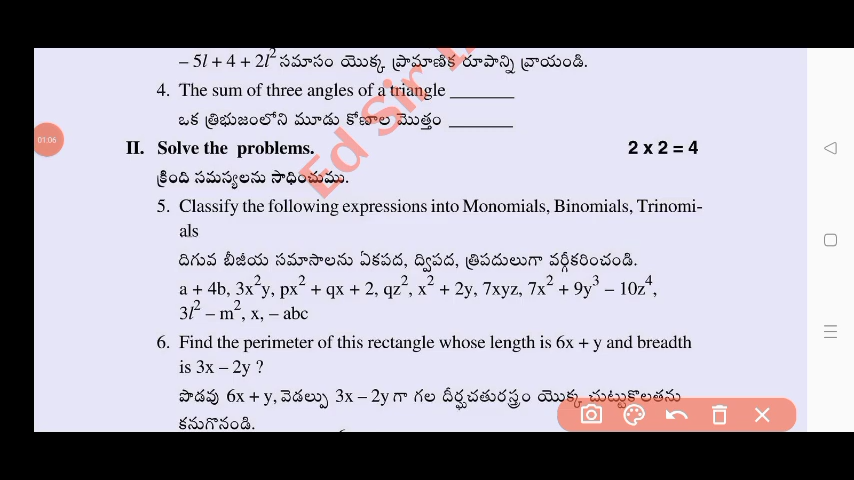 – 5l + 4 + 2l² సమాసం యొక్క ప్రామాణిక రూపాన్ని వ్రాయండి.
4. The sum of three angles of a triangle _______
ఒక త్రిభుజంలోని మూడు కోణాల మొత్తం _______
01:06
II. Solve the problems. 2 x 2 = 4
క్రింది సమస్యలను సాధించుము.
Ed Sir
5. Classify the following expressions into Monomials, Binomials, Trinomi-
als
దిగువ బీజీయ సమాసాలను ఏకపద, ద్విపద, త్రిపదులుగా వర్గీకరించండి.
a + 4b, 3x²y, px² + qx + 2, qz², x² + 2y, 7xyz, 7x² + 9y³ – 10z⁴,
3l² – m², x, – abc
6. Find the perimeter of this rectangle whose length is 6x + y and breadth
is 3x – 2y ?
పొడవు 6x + y, వెడల్పు 3x – 2y గా గల దీర్ఘచతురస్త్రం యొక్క చుట్టుకొలతను
కనుగొనండి.